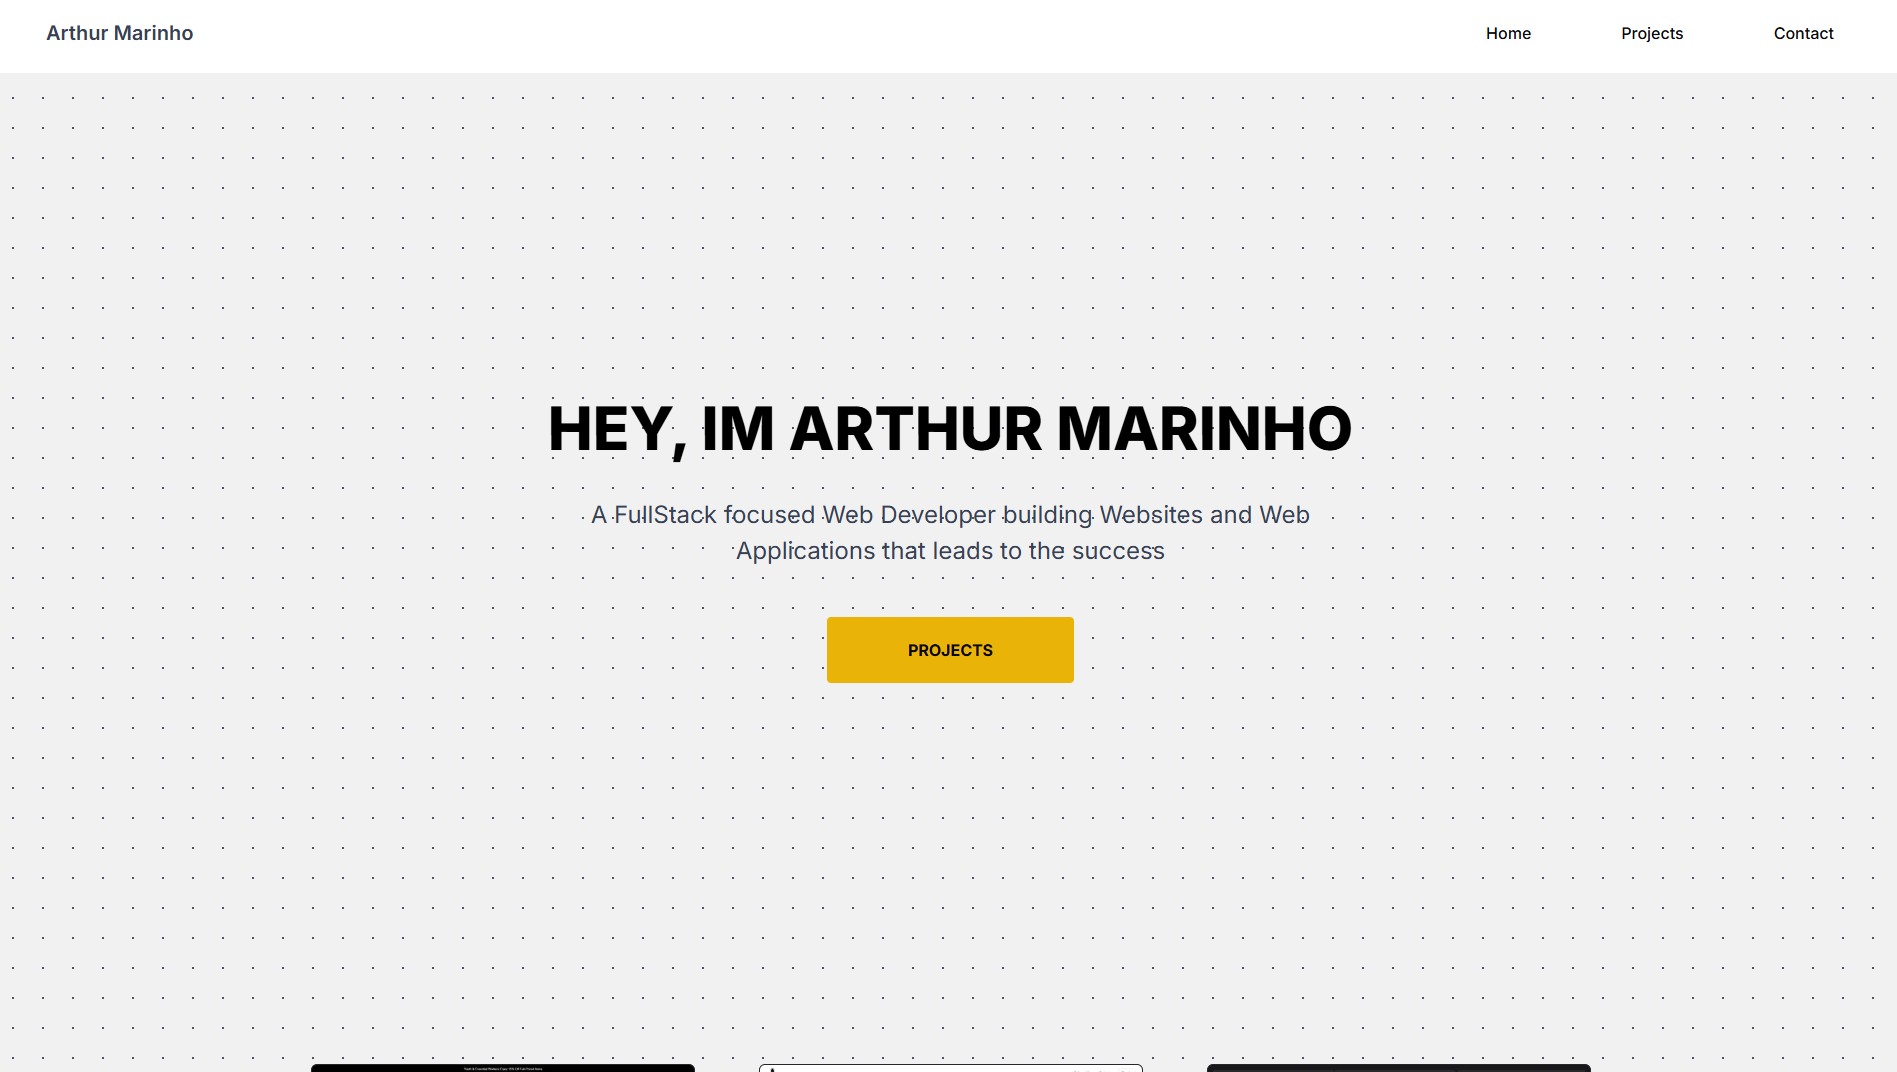 Arthur Marinho
Home
Projects
Contact
HEY, IM ARTHUR MARINHO
A FullStack focused Web Developer building Websites and Web
Applications that leads to the success
PROJECTS